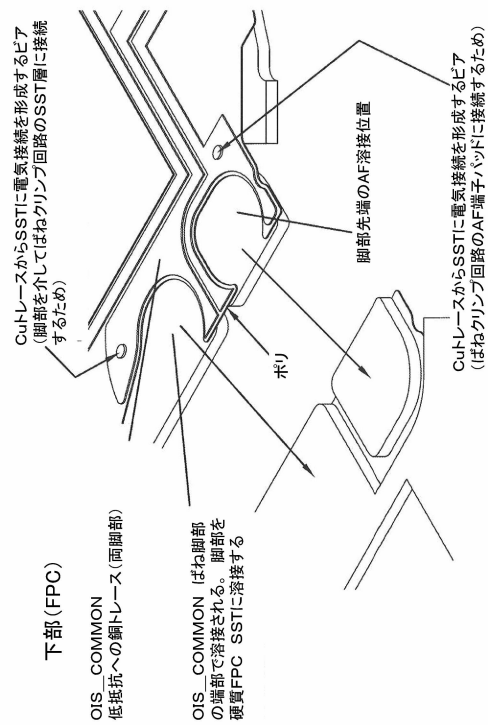 下部(FPC)
OIS_COMMON
低抵抗への銅トレース(両脚部)
OIS_COMMON ばね脚部
の端部で溶接される。脚部を
硬質FPC SSTに溶接する
CuトレースからSSTに電気接続を形成するビア
(脚部を介してばねクリンプ回路のSST層に接続
するため)
ポリ
脚部先端のAF溶接位置
CuトレースからSSTに電気接続を形成するビア
(ばねクリンプ回路のAF端子パッドに接続するため)